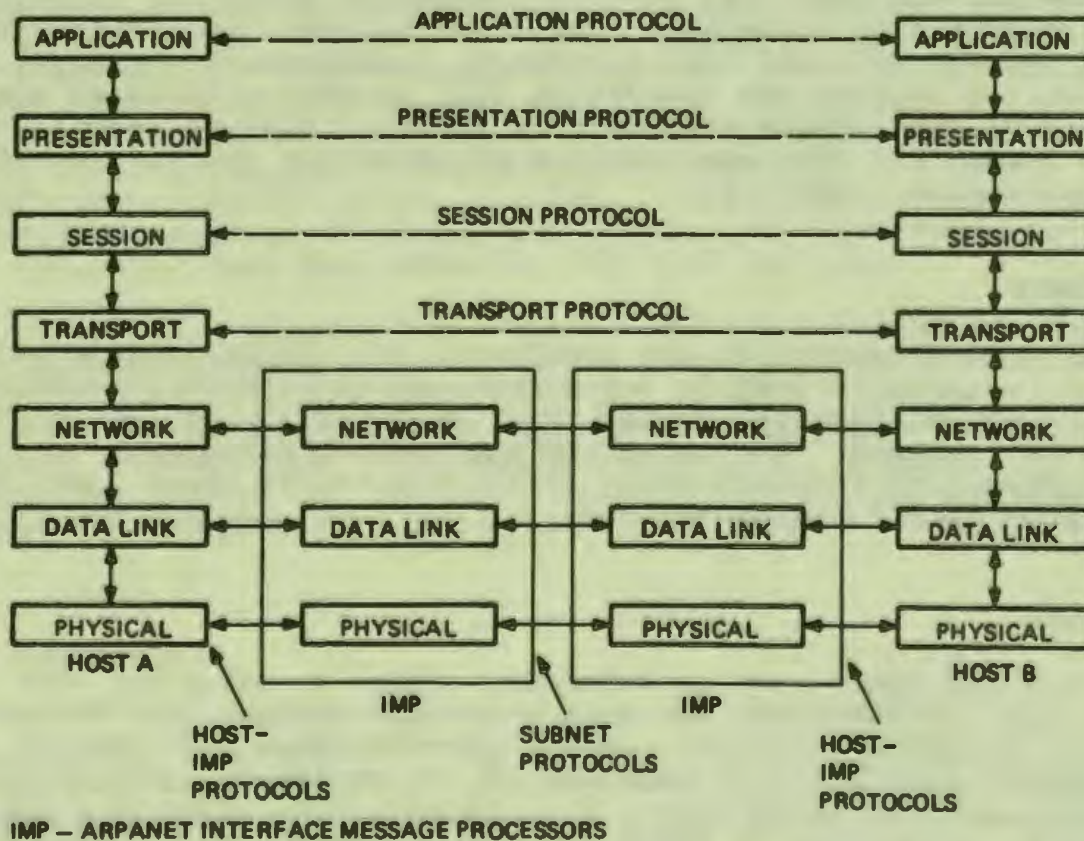 APPLICATION PROTOCOL
APPLICATION
APPLICATION
PRESENTATION PROTOCOL
PRESENTATION
PRESENTATION
SESSION PROTOCOL
SESSION
SESSION
TRANSPORT PROTOCOL
TRANSPORT
TRANSPORT
NETWORK
NETWORK
NETWORK
NETWORK
DATA LINK
DATA LINK
DATA LINK
DATA LINK
PHYSICAL
PHYSICAL
PHYSICAL
PHYSICAL
HOST A
HOST B
IMP
IMP
HOST–
IMP
PROTOCOLS
SUBNET
PROTOCOLS
HOST–
IMP
PROTOCOLS
IMP – ARPANET INTERFACE MESSAGE PROCESSORS